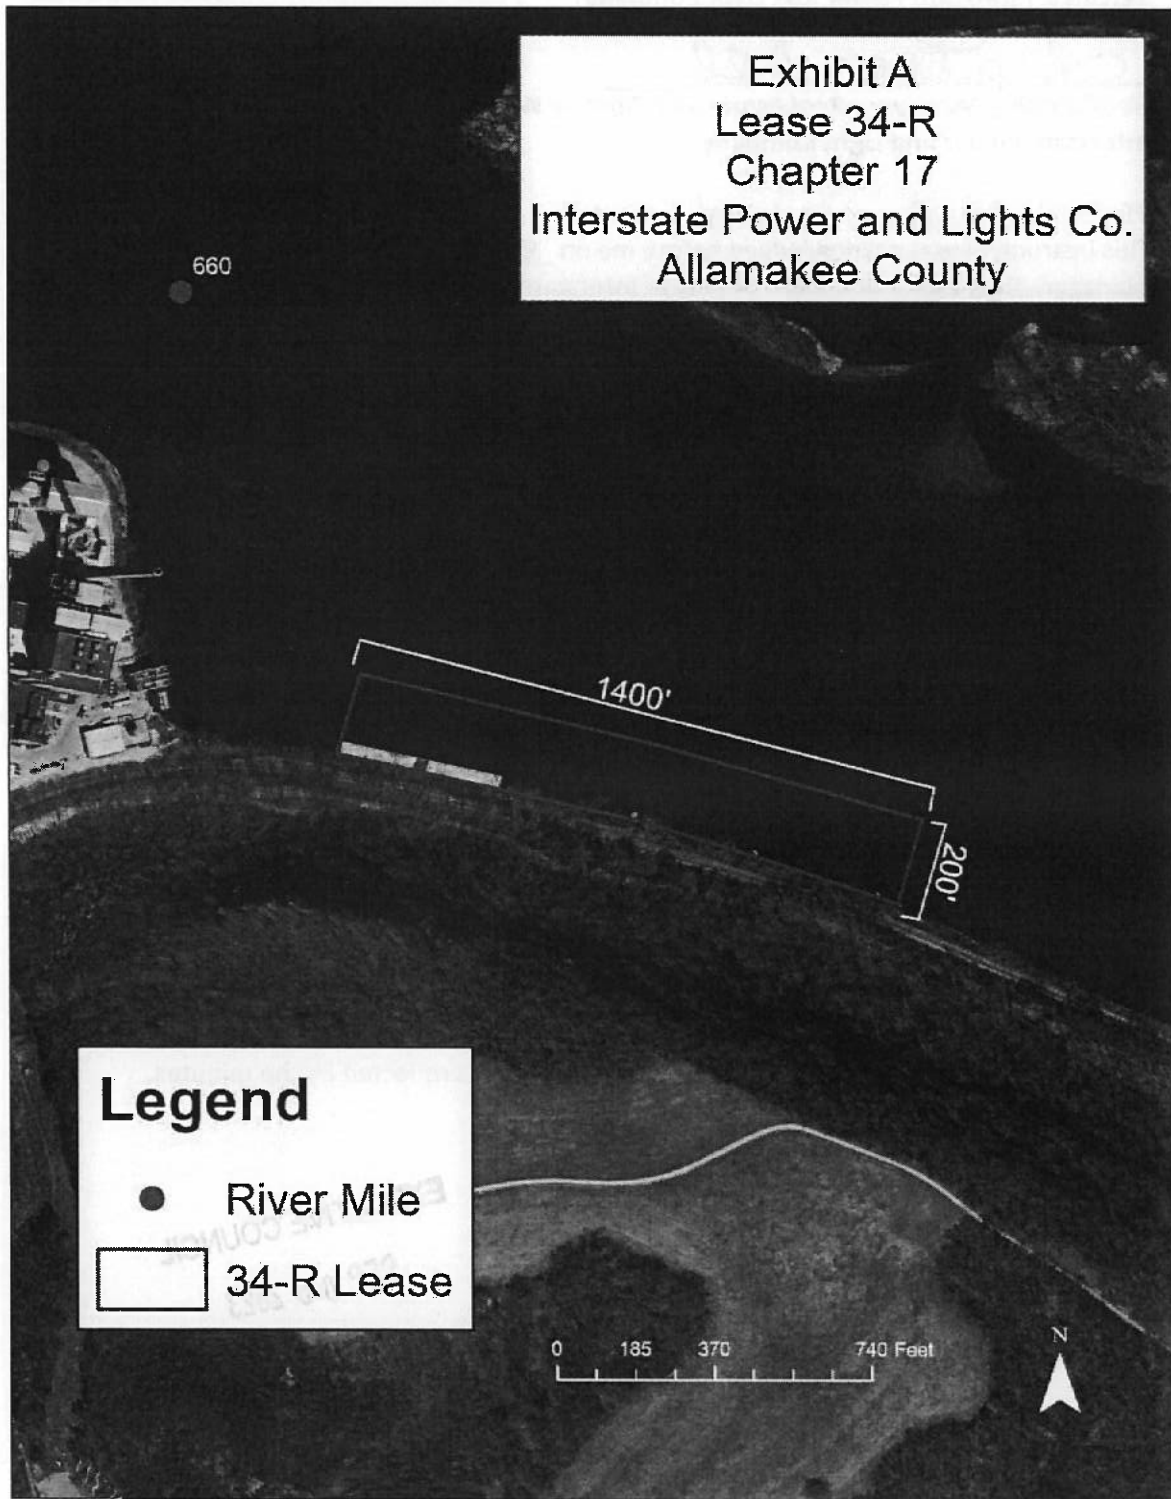 Exhibit A
Lease 34-R
Chapter 17
Interstate Power and Lights Co.
Allamakee County
660
1400'
200'
Legend
River Mile
34-R Lease
0 185 370 740 Feet
N